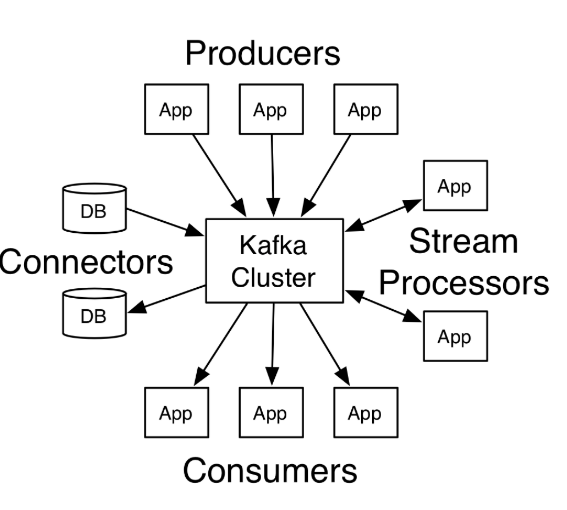 Producers
App
App
App
DB
App
Kafka
Cluster
Connectors
Stream
Processors
DB
App
App
App
App
Consumers